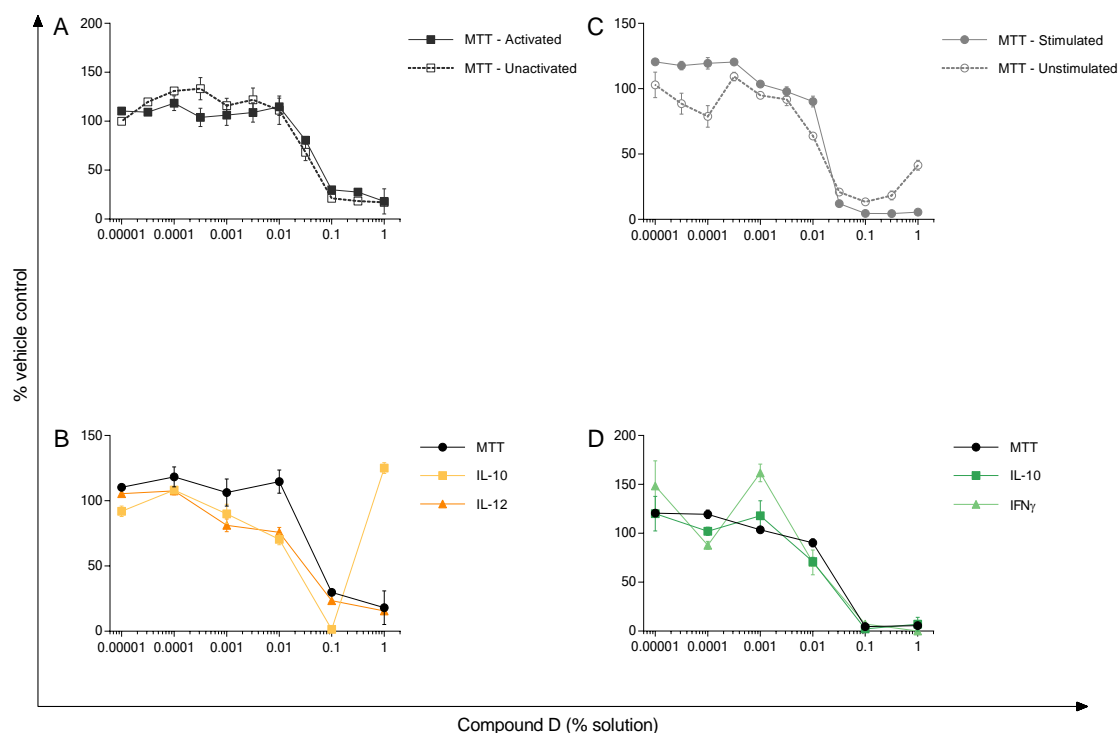 A
200
150
100
50
0
0.00001 0.0001 0.001 0.01 0.1 1
MTT - Activated
MTT - Unactivated
C
150
100
50
0
0.00001 0.0001 0.001 0.01 0.1 1
MTT - Stimulated
MTT - Unstimulated
% vehicle control
B
150
100
50
0
0.00001 0.0001 0.001 0.01 0.1 1
MTT
IL-10
IL-12
D
200
150
100
50
0
0.00001 0.0001 0.001 0.01 0.1 1
MTT
IL-10
IFNγ
Compound D (% solution)